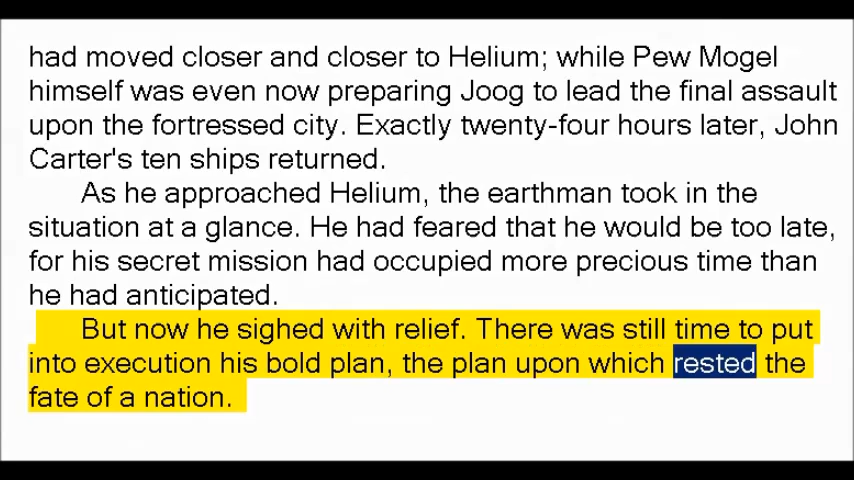 had moved closer and closer to Helium; while Pew Mogel
himself was even now preparing Joog to lead the final assault
upon the fortressed city. Exactly twenty-four hours later, John
Carter's ten ships returned.
As he approached Helium, the earthman took in the
situation at a glance. He had feared that he would be too late,
for his secret mission had occupied more precious time than
he had anticipated.
But now he sighed with relief. There was still time to put
into execution his bold plan, the plan upon which rested the
fate of a nation.